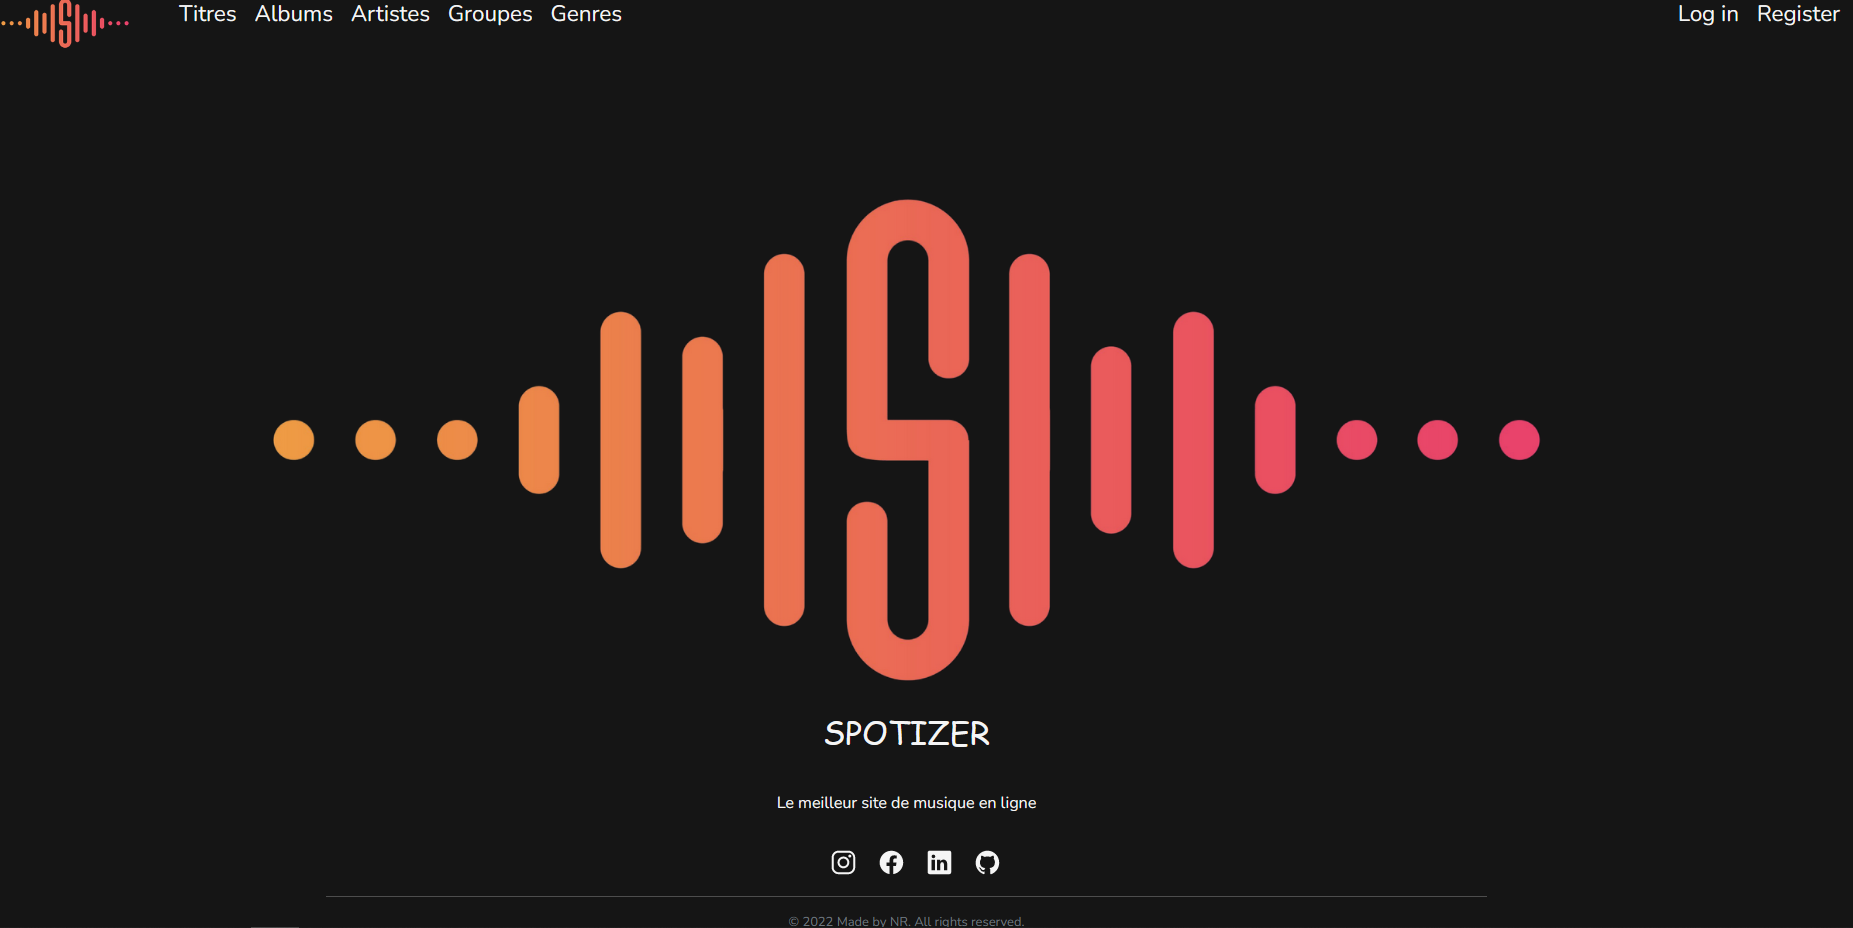 Titres Albums Artistes Groupes Genres Log in Register
SPOTIZER
Le meilleur site de musique en ligne
© 2022 Made by NR. All rights reserved.